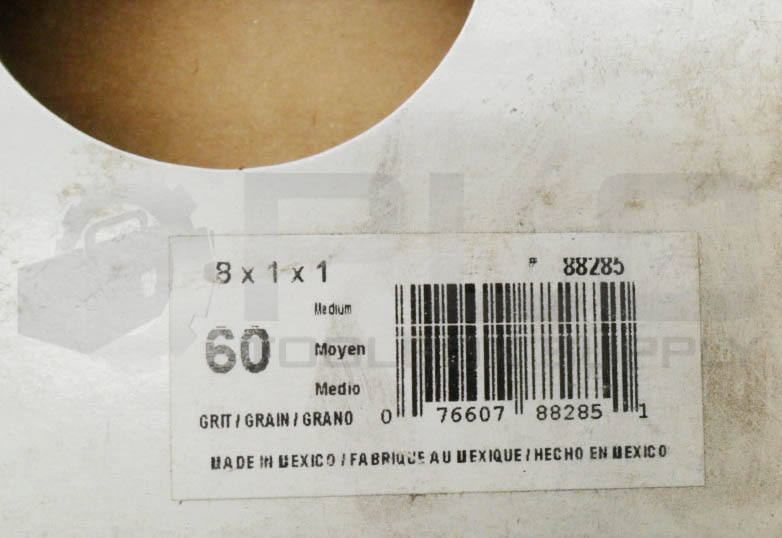 8 x 1 x 1
# 88285
Medium
60 Moyen
Medio
GRIT / GRAIN / GRANO
0 76607 88285 1
MADE IN MEXICO / FABRIQUE AU MEXIQUE / HECHO EN MEXICO